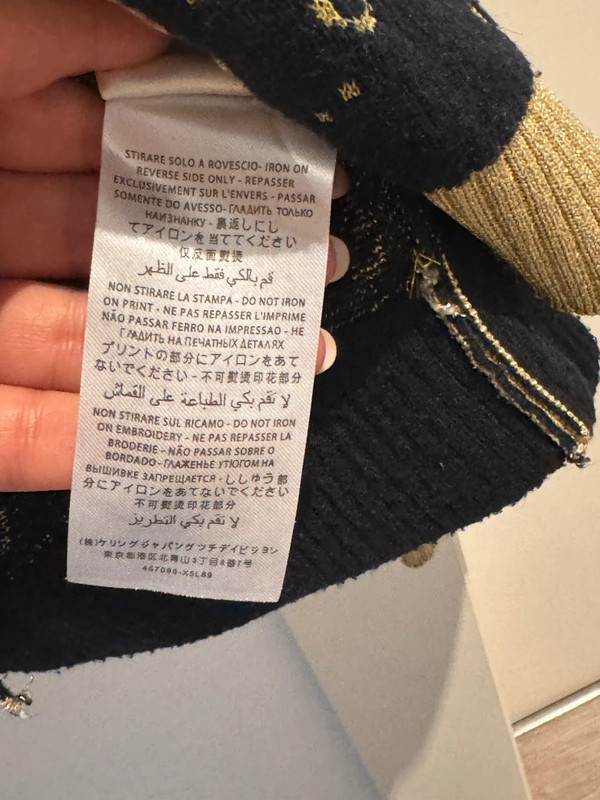 STIRARE SOLO A ROVESCIO- IRON ON
REVERSE SIDE ONLY - REPASSER
EXCLUSIVEMENT SUR L'ENVERS - PASSAR
SOMENTE DO AVESSO- ГЛАДИТЬ ТОЛЬКО
НАИЗНАНКУ - 裏返しにし
てアイロンを当ててください
仅反面熨烫
قم بالكي فقط على الظهر
NON STIRARE LA STAMPA - DO NOT IRON
ON PRINT - NE PAS REPASSER L'IMPRIME
NÃO PASSAR FERRO NA IMPRESSAO - НЕ
ГЛАДИТЬ НА ПЕЧАТНЫХ ДЕТАЛЯХ
プリントの部分にアイロンをあて
ないでください - 不可熨烫印花部分
لا تقم بكي الطباعة على القماش
NON STIRARE SUL RICAMO - DO NOT IRON
ON EMBROIDERY - NE PAS REPASSER LA
BRODERIE - NÃO PASSAR SOBRE O
BORDADO - ГЛАЖЕНЬЕ УТЮГОМ НА
ВЫШИВКЕ ЗАПРЕЩАЕТСЯ - ししゅう部
分にアイロンをあてないでください
不可熨烫印花部分
لا تقم بكي التطريز
(株)ケリングジャパングッチディビジョン
東京都港区北青山3丁目6番7号
457095-X5L89